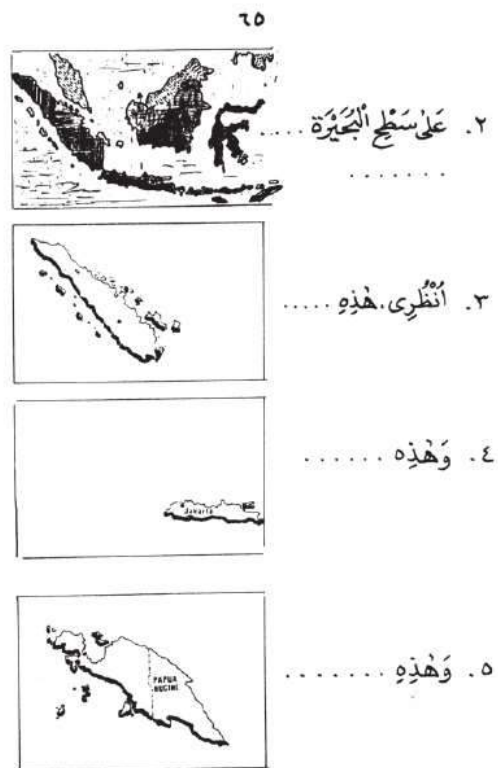 ٦٥
٢. عَلَىٰ سَطْحِ الْبُحَيْرَةِ ....
.......
٣. اُنْظُرِى. هٰذِهِ .....
٤. وَهٰذِه ......
Jakarta
٥. وَهٰذِهِ .......
PAPUA
NUGINI